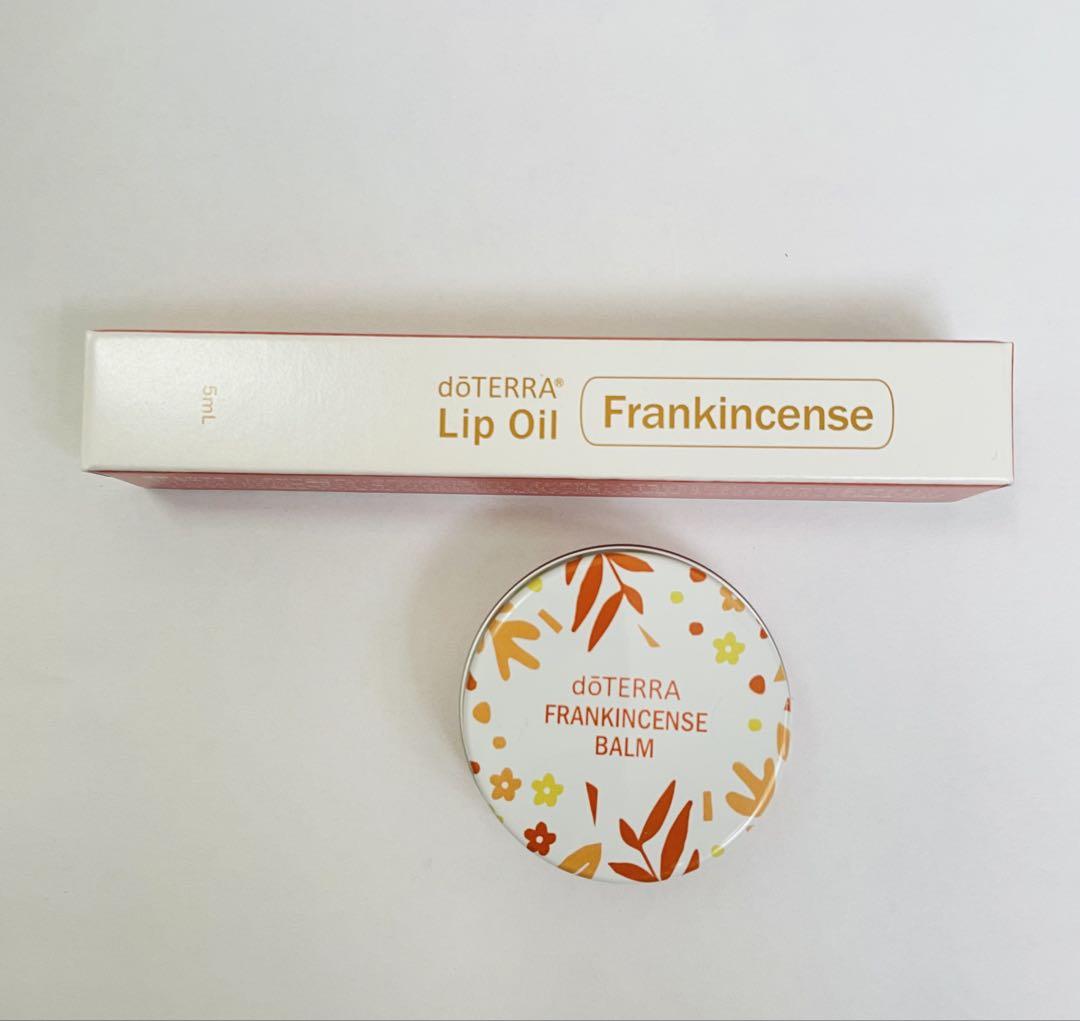 dōTERRA®
Lip Oil
Frankincense
5mL
dōTERRA
FRANKINCENSE
BALM